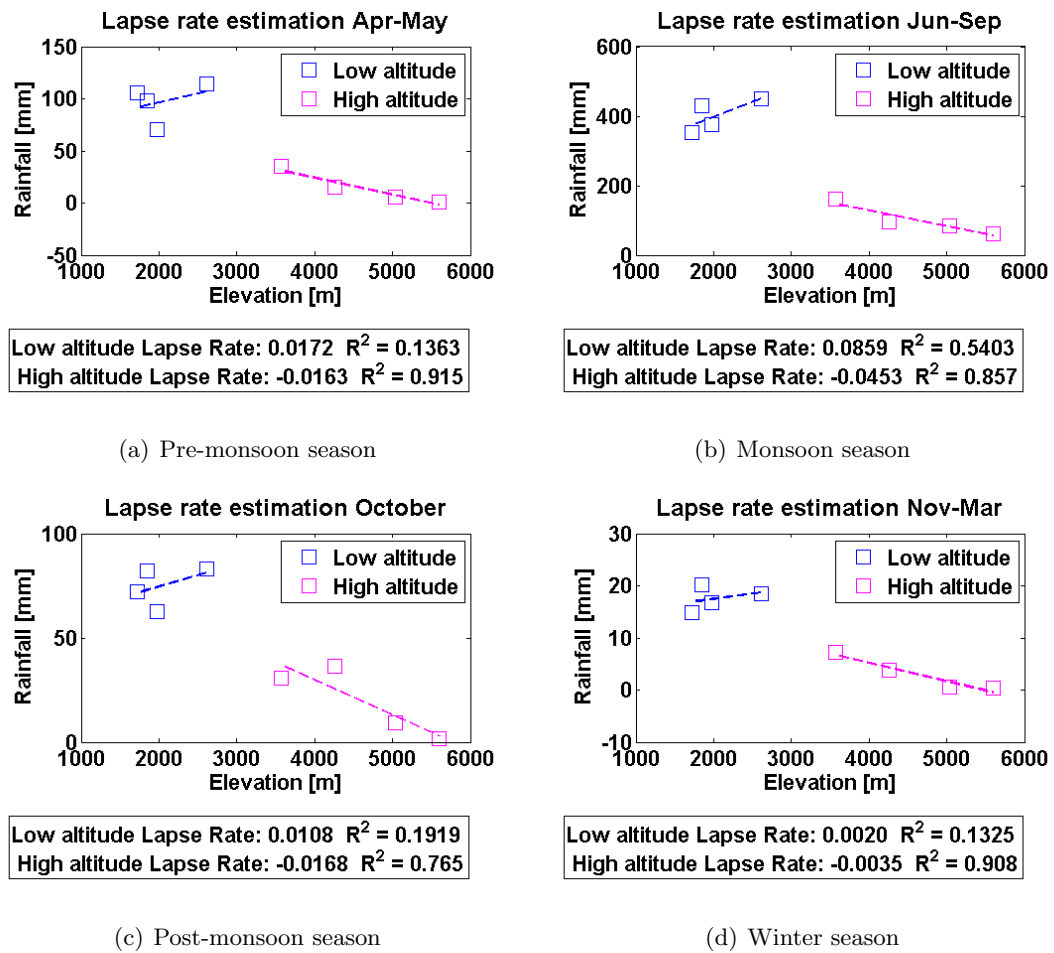 Lapse rate estimation Apr-May
150
100
50
0
-50
Rainfall [mm]
Low altitude
High altitude
1000 2000 3000 4000 5000 6000
Elevation [m]
Low altitude Lapse Rate: 0.0172 R² = 0.1363
High altitude Lapse Rate: -0.0163 R² = 0.915
(a) Pre-monsoon season
Lapse rate estimation Jun-Sep
600
400
200
0
Rainfall [mm]
Low altitude
High altitude
1000 2000 3000 4000 5000 6000
Elevation [m]
Low altitude Lapse Rate: 0.0859 R² = 0.5403
High altitude Lapse Rate: -0.0453 R² = 0.857
(b) Monsoon season
Lapse rate estimation October
100
50
0
Rainfall [mm]
Low altitude
High altitude
1000 2000 3000 4000 5000 6000
Elevation [m]
Low altitude Lapse Rate: 0.0108 R² = 0.1919
High altitude Lapse Rate: -0.0168 R² = 0.765
(c) Post-monsoon season
Lapse rate estimation Nov-Mar
30
20
10
0
-10
Rainfall [mm]
Low altitude
High altitude
1000 2000 3000 4000 5000 6000
Elevation [m]
Low altitude Lapse Rate: 0.0020 R² = 0.1325
High altitude Lapse Rate: -0.0035 R² = 0.908
(d) Winter season